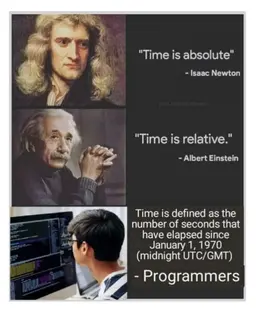 "Time is absolute"
- Isaac Newton
"Time is relative."
- Albert Einstein
Time is defined as the
number of seconds that
have elapsed since
January 1, 1970
(midnight UTC/GMT)
- Programmers